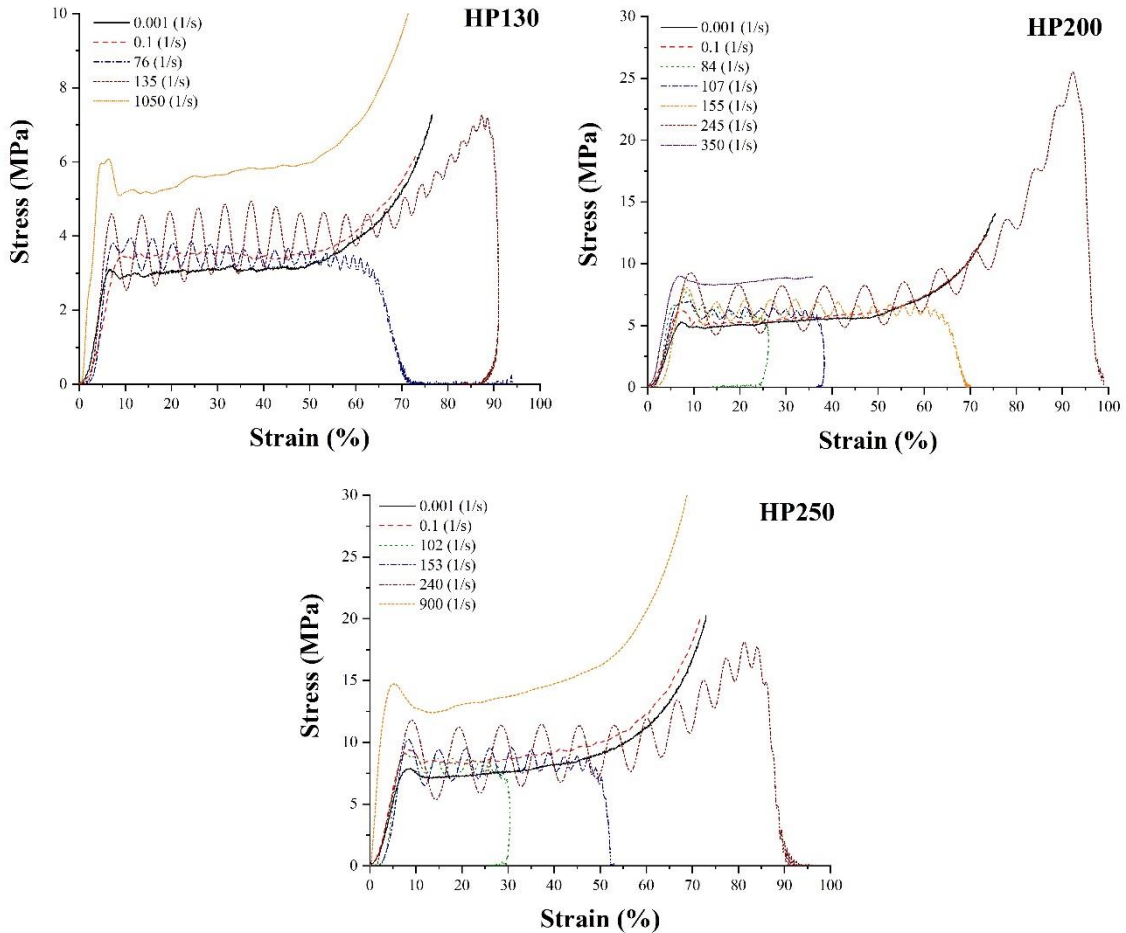 HP130
10
8
6
4
2
0
Stress (MPa)
0.001 (1/s)
0.1 (1/s)
76 (1/s)
135 (1/s)
1050 (1/s)
0 10 20 30 40 50 60 70 80 90 100
Strain (%)
HP200
30
25
20
15
10
5
0
Stress (MPa)
0.001 (1/s)
0.1 (1/s)
84 (1/s)
107 (1/s)
155 (1/s)
245 (1/s)
350 (1/s)
0 10 20 30 40 50 60 70 80 90 100
Strain (%)
HP250
30
25
20
15
10
5
0
Stress (MPa)
0.001 (1/s)
0.1 (1/s)
102 (1/s)
153 (1/s)
240 (1/s)
900 (1/s)
0 10 20 30 40 50 60 70 80 90 100
Strain (%)